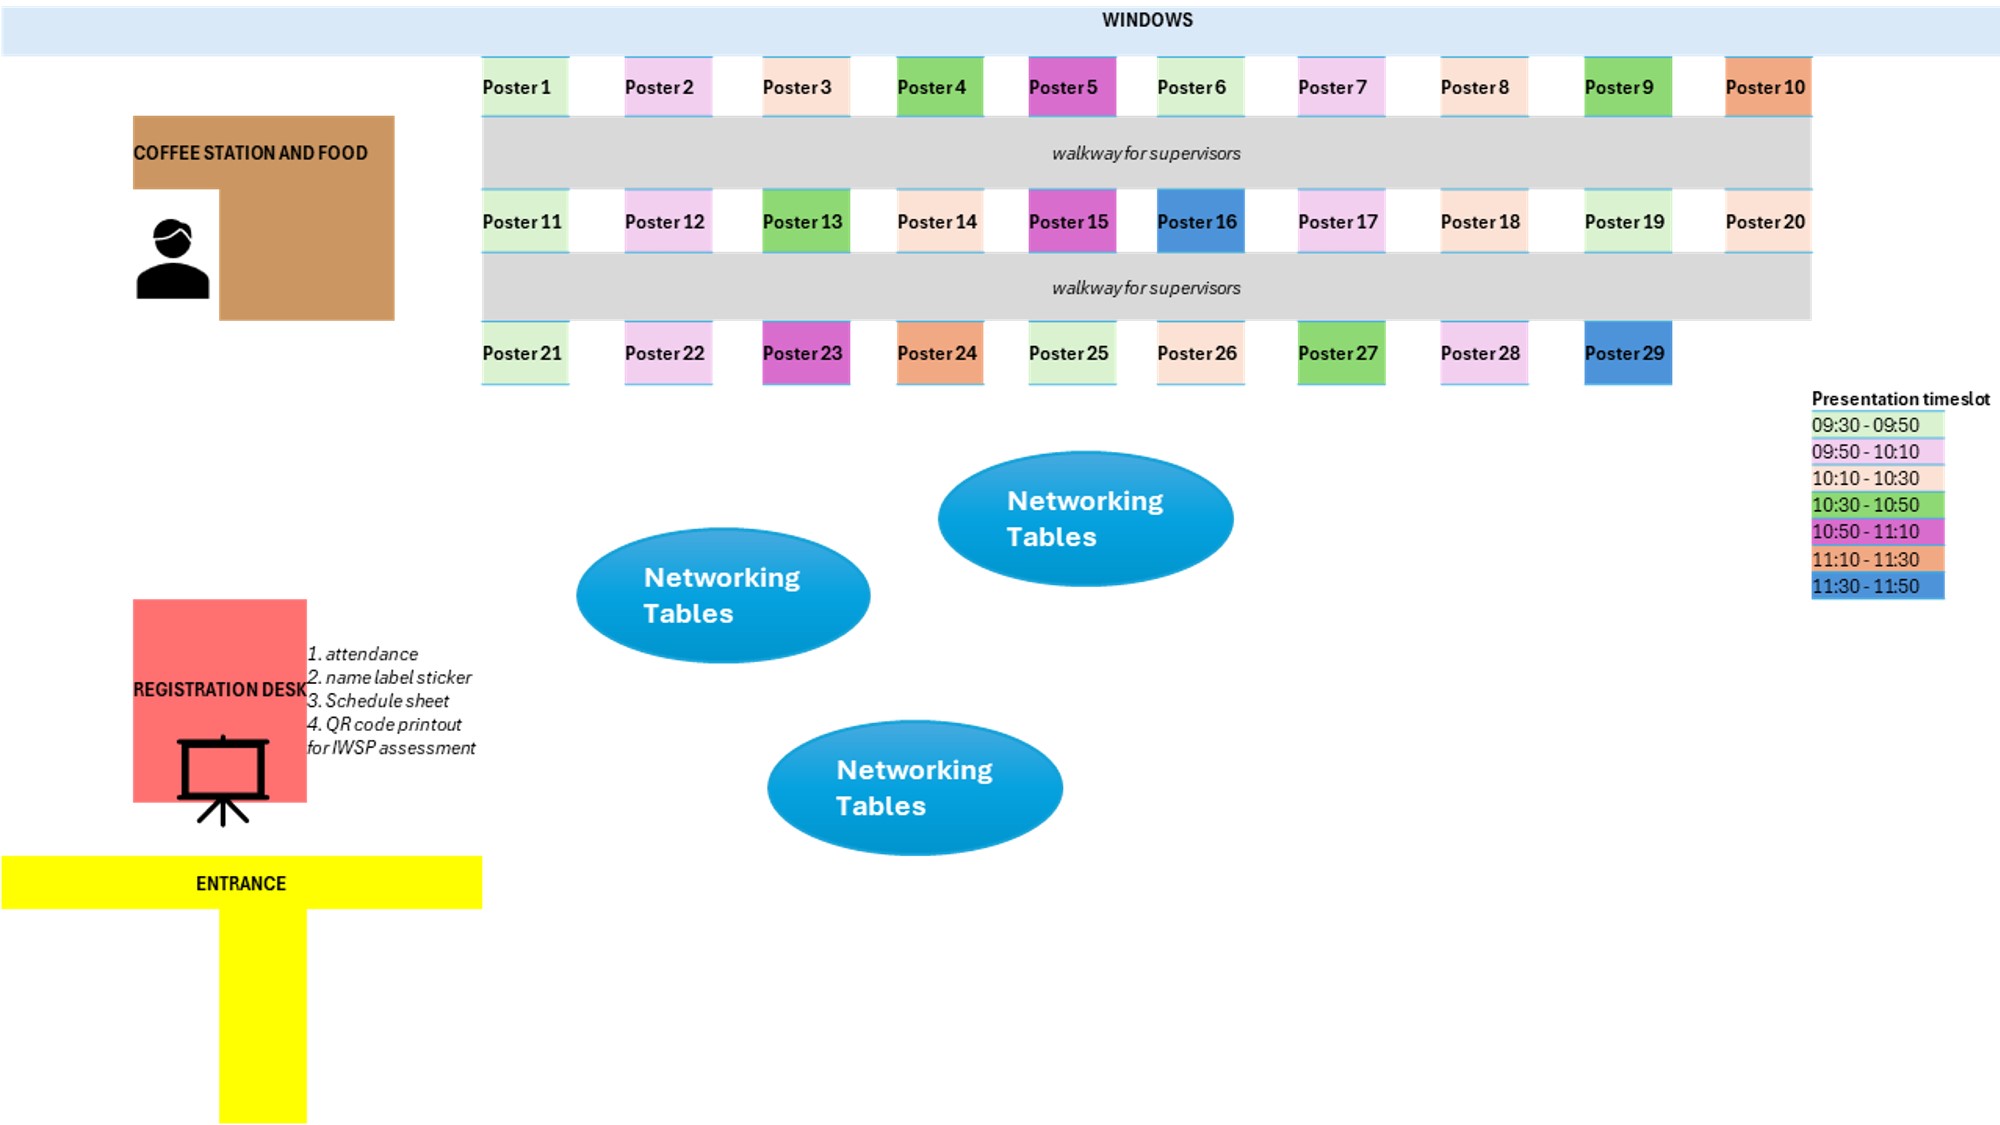 WINDOWS
Poster 1
Poster 2
Poster 3
Poster 4
Poster 5
Poster 6
Poster 7
Poster 8
Poster 9
Poster 10
COFFEE STATION AND FOOD
walkway for supervisors
Poster 11
Poster 12
Poster 13
Poster 14
Poster 15
Poster 16
Poster 17
Poster 18
Poster 19
Poster 20
walkway for supervisors
Poster 21
Poster 22
Poster 23
Poster 24
Poster 25
Poster 26
Poster 27
Poster 28
Poster 29
Presentation timeslot
09:30 - 09:50
09:50 - 10:10
10:10 - 10:30
10:30 - 10:50
10:50 - 11:10
11:10 - 11:30
11:30 - 11:50
Networking
Tables
Networking
Tables
REGISTRATION DESK
1. attendance
2. name label sticker
3. Schedule sheet
4. QR code printout
for IWSP assessment
Networking
Tables
ENTRANCE